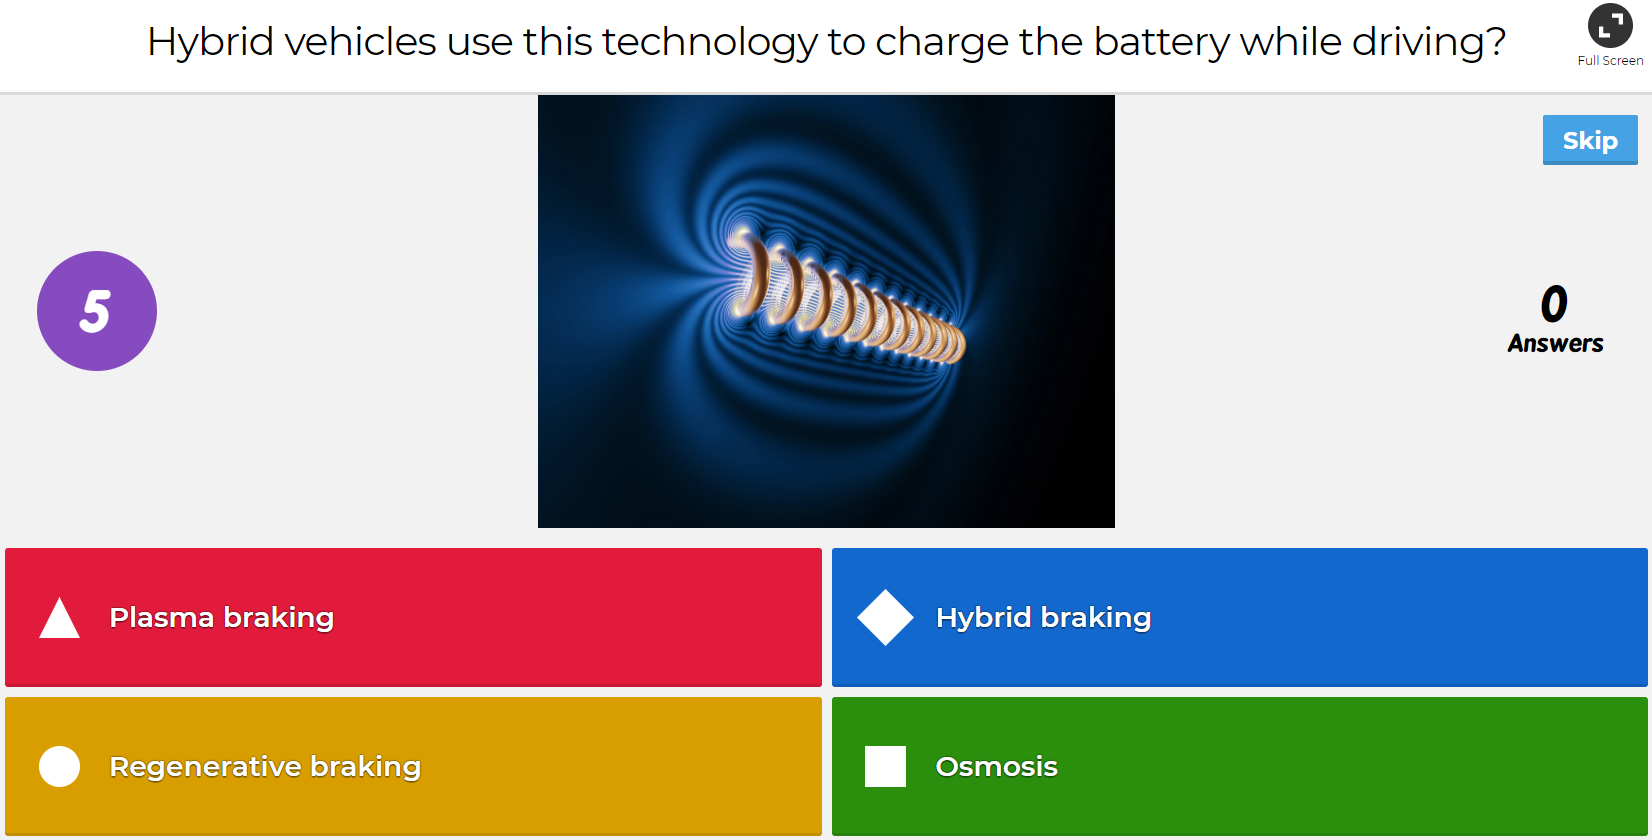 Hybrid vehicles use this technology to charge the battery while driving?
Full Screen
Skip
5
0
Answers
Plasma braking
Hybrid braking
Regenerative braking
Osmosis